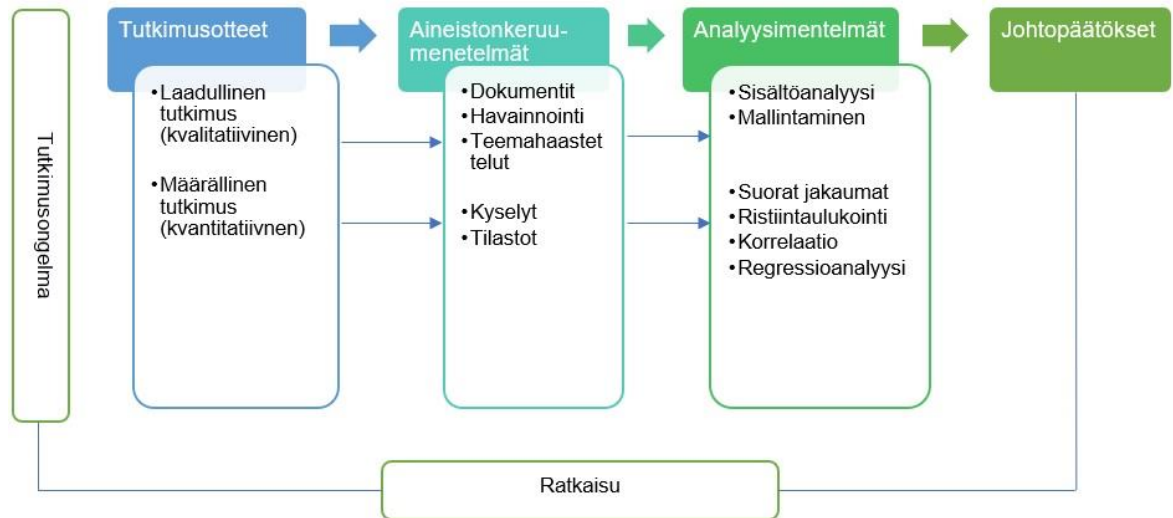 Tutkimusongelma
Tutkimusotteet
•Laadullinen
tutkimus
(kvalitatiivinen)
•Määrällinen
tutkimus
(kvantitatiivnen)
Aineistonkeruu-
menetelmät
•Dokumentit
•Havainnointi
•Teemahaastet
telut
•Kyselyt
•Tilastot
Analyysimentelmät
•Sisältöanalyysi
•Mallintaminen
•Suorat jakaumat
•Ristiintaulukointi
•Korrelaatio
•Regressioanalyysi
Johtopäätökset
Ratkaisu